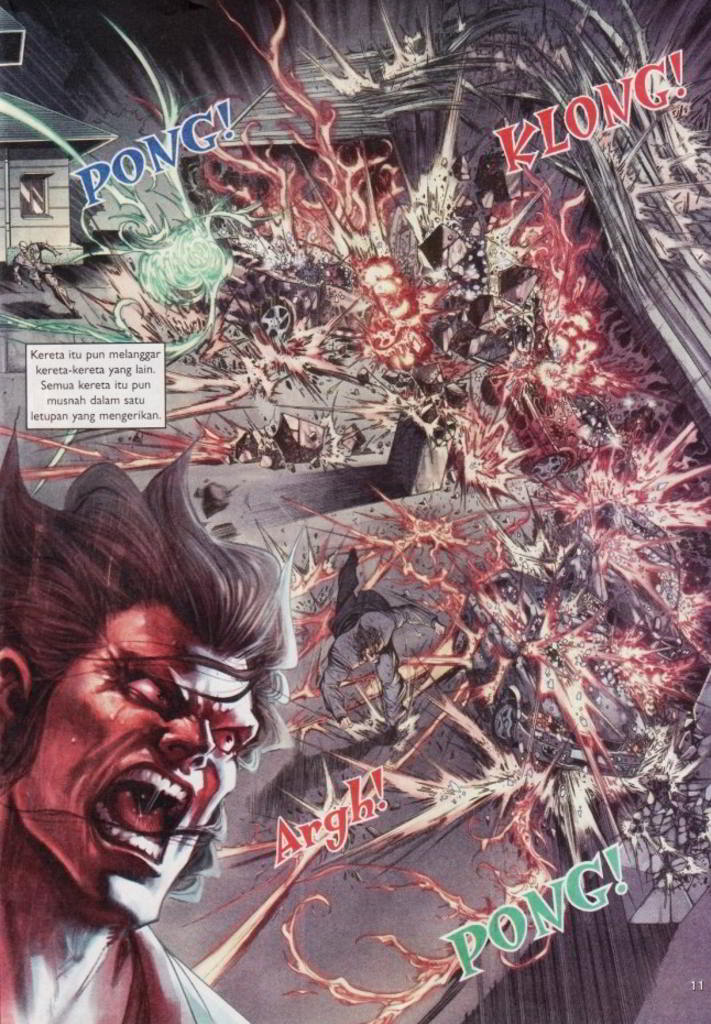 PONG!
KLONG!
Kereta itu pun melanggar
kereta-kereta yang lain.
Semua kereta itu pun
musnah dalam satu
letupan yang mengerikan.
Argh!
PONG!
11